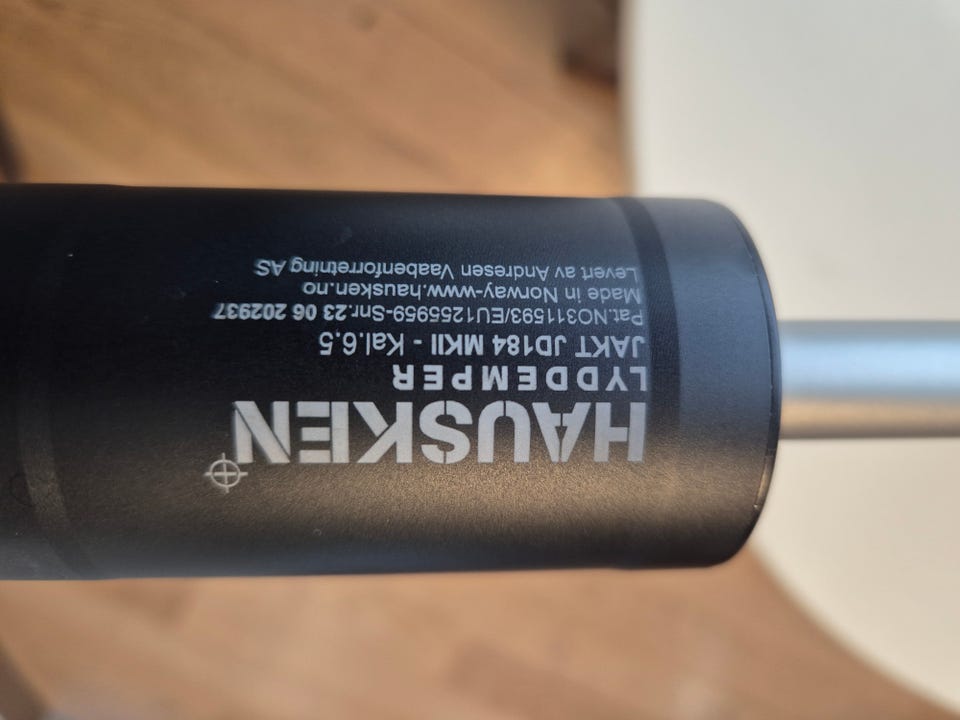 HAUSKEN
LYDDEMPER
JAKT JD184 MKII - Kal.6.5
Pat.NO311593/EU1255959-Snr.23 06 202937
Made in Norway-www.hausken.no
Levert av Andresen Vaabenforretning AS